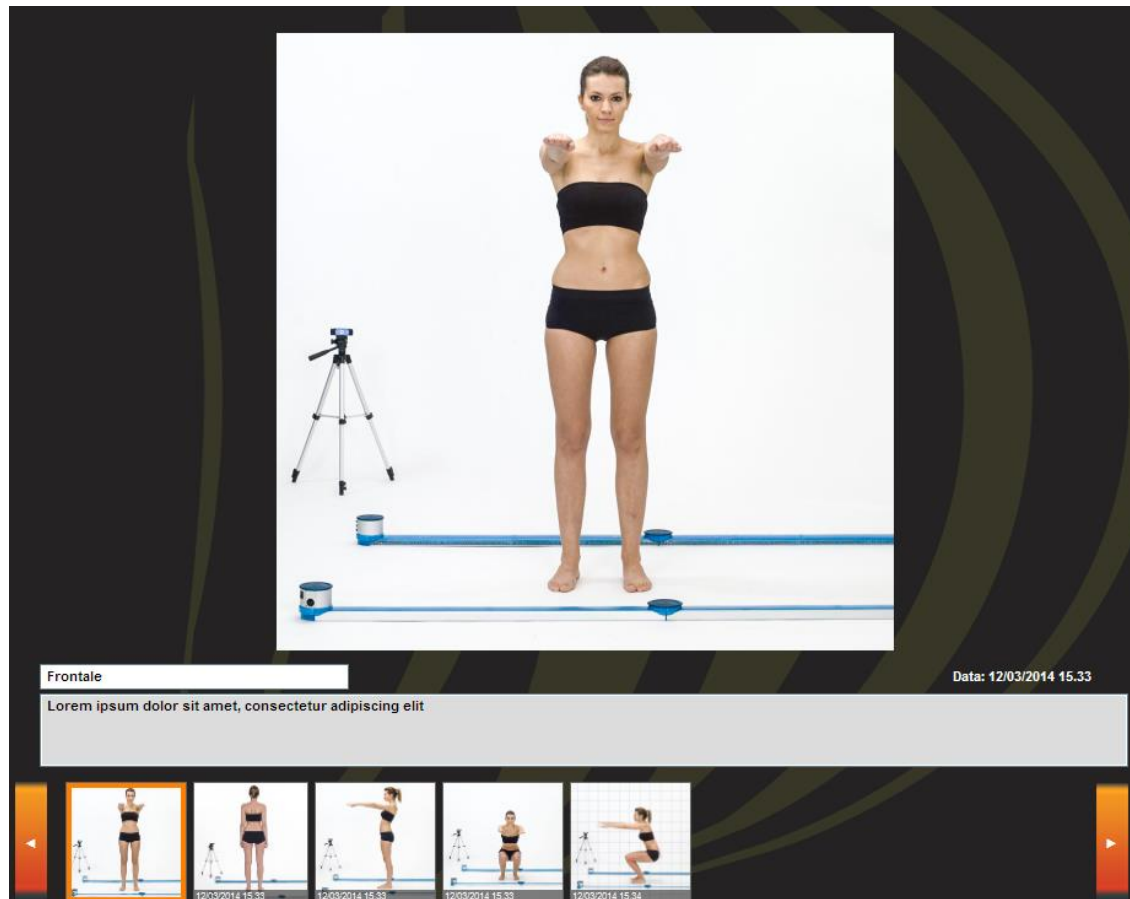 Frontale
Data: 12/03/2014 15.33
Lorem ipsum dolor sit amet, consectetur adipiscing elit
12/03/2014 15.33
12/03/2014 15.33
12/03/2014 15.33
12/03/2014 15.34